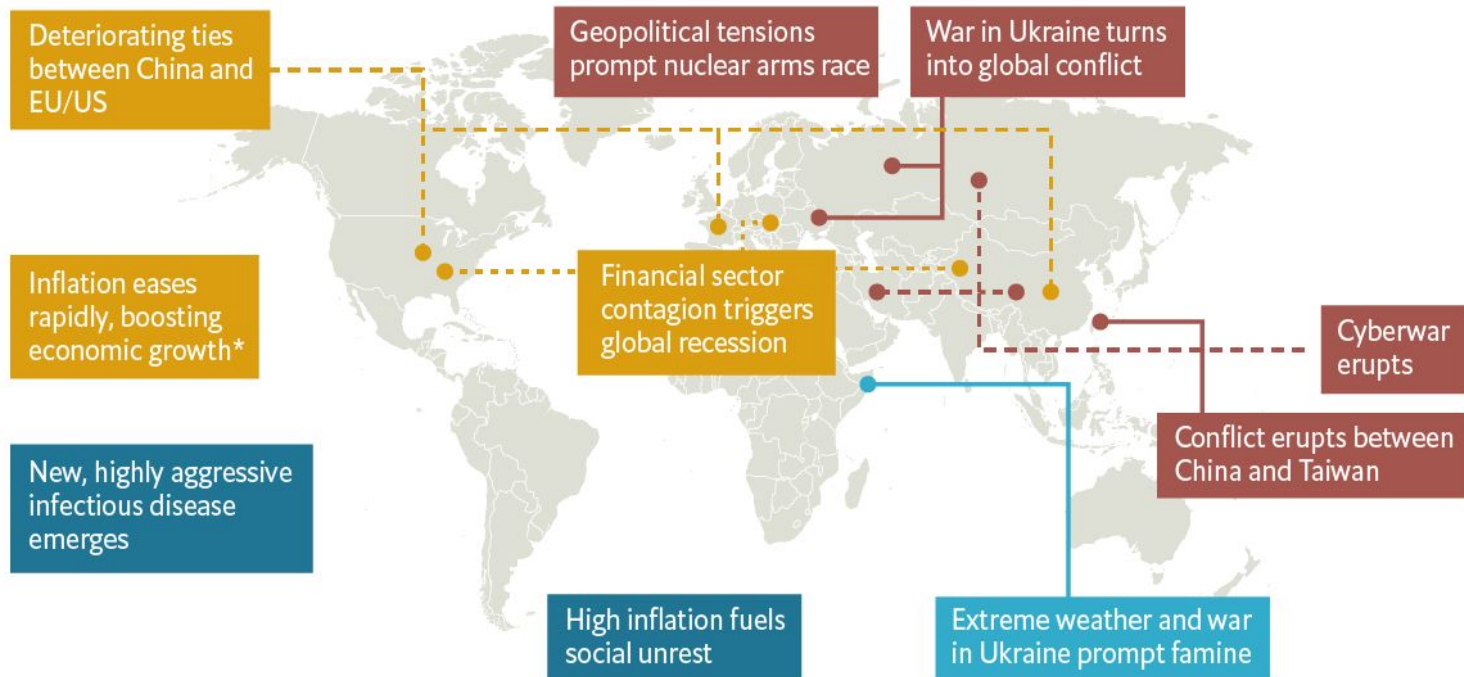 Deteriorating ties
between China and
EU/US
Geopolitical tensions
prompt nuclear arms race
War in Ukraine turns
into global conflict
Inflation eases
rapidly, boosting
economic growth*
Financial sector
contagion triggers
global recession
Cyberwar
erupts
Conflict erupts between
China and Taiwan
New, highly aggressive
infectious disease
emerges
High inflation fuels
social unrest
Extreme weather and war
in Ukraine prompt famine